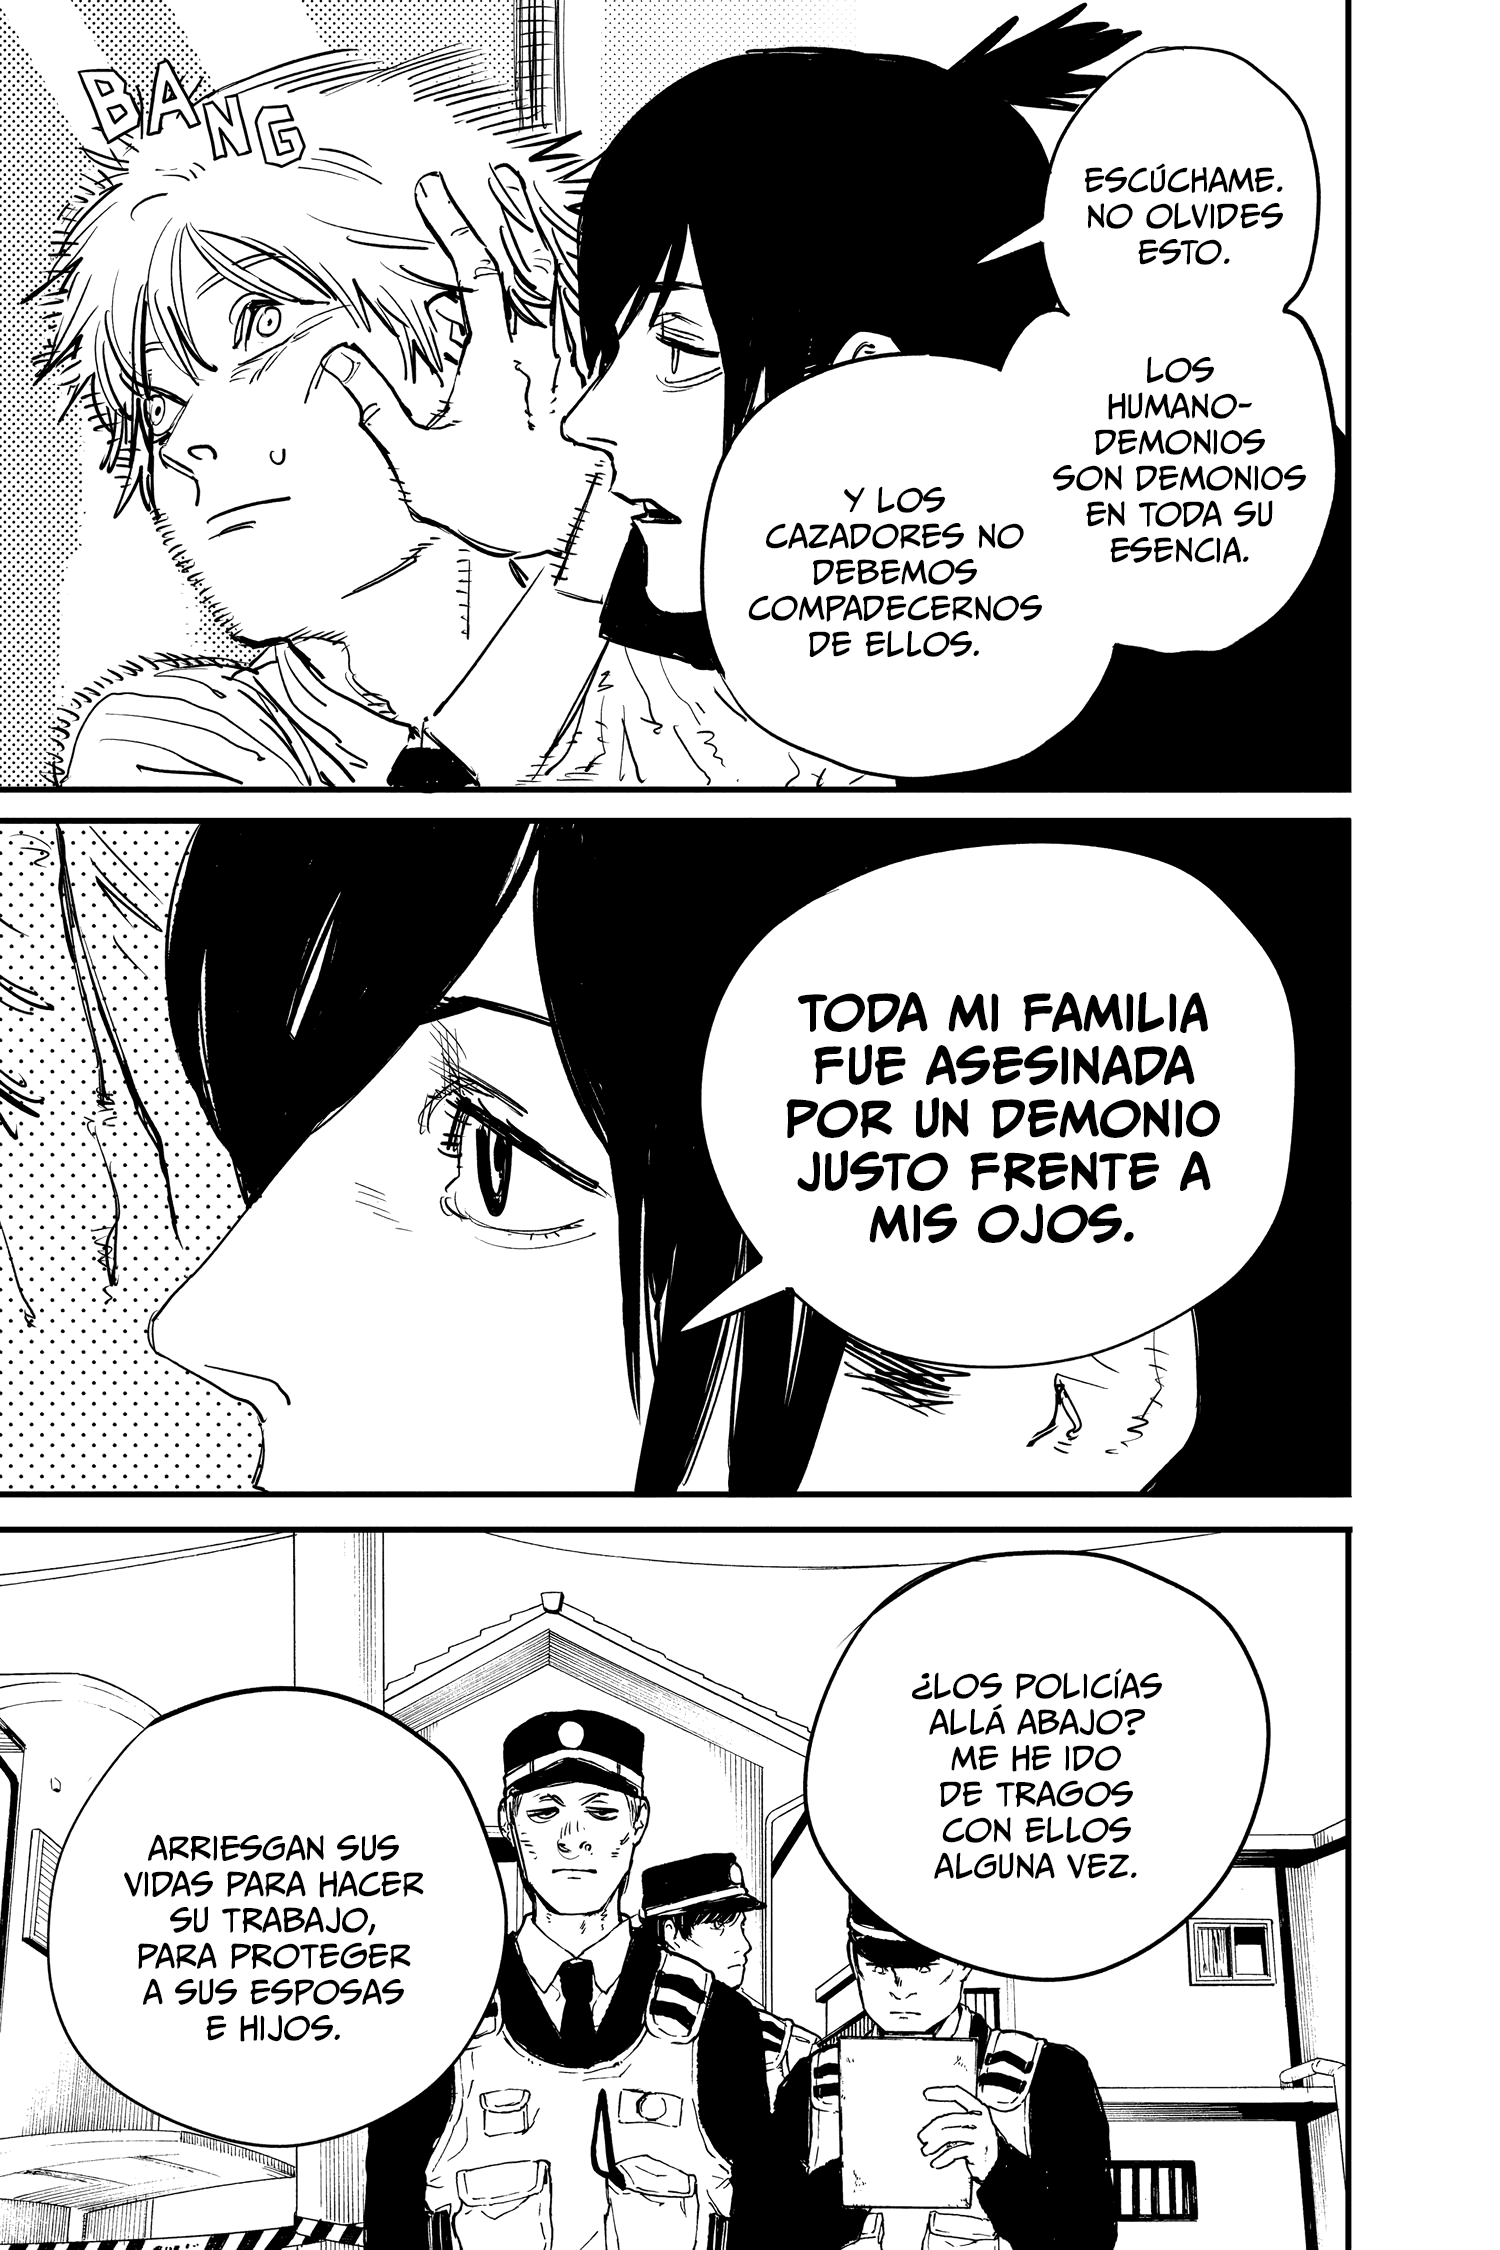 BANG
ESCÚCHAME.
NO OLVIDES
ESTO.
LOS
HUMANO-
DEMONIOS
SON DEMONIOS
EN TODA SU
ESENCIA.
Y LOS
CAZADORES NO
DEBEMOS
COMPADECERNOS
DE ELLOS.
TODA MI FAMILIA
FUE ASESINADA
POR UN DEMONIO
JUSTO FRENTE A
MIS OJOS.
¿LOS POLICÍAS
ALLÁ ABAJO?
ME HE IDO
DE TRAGOS
CON ELLOS
ALGUNA VEZ.
ARRIESGAN SUS
VIDAS PARA HACER
SU TRABAJO,
PARA PROTEGER
A SUS ESPOSAS
E HIJOS.